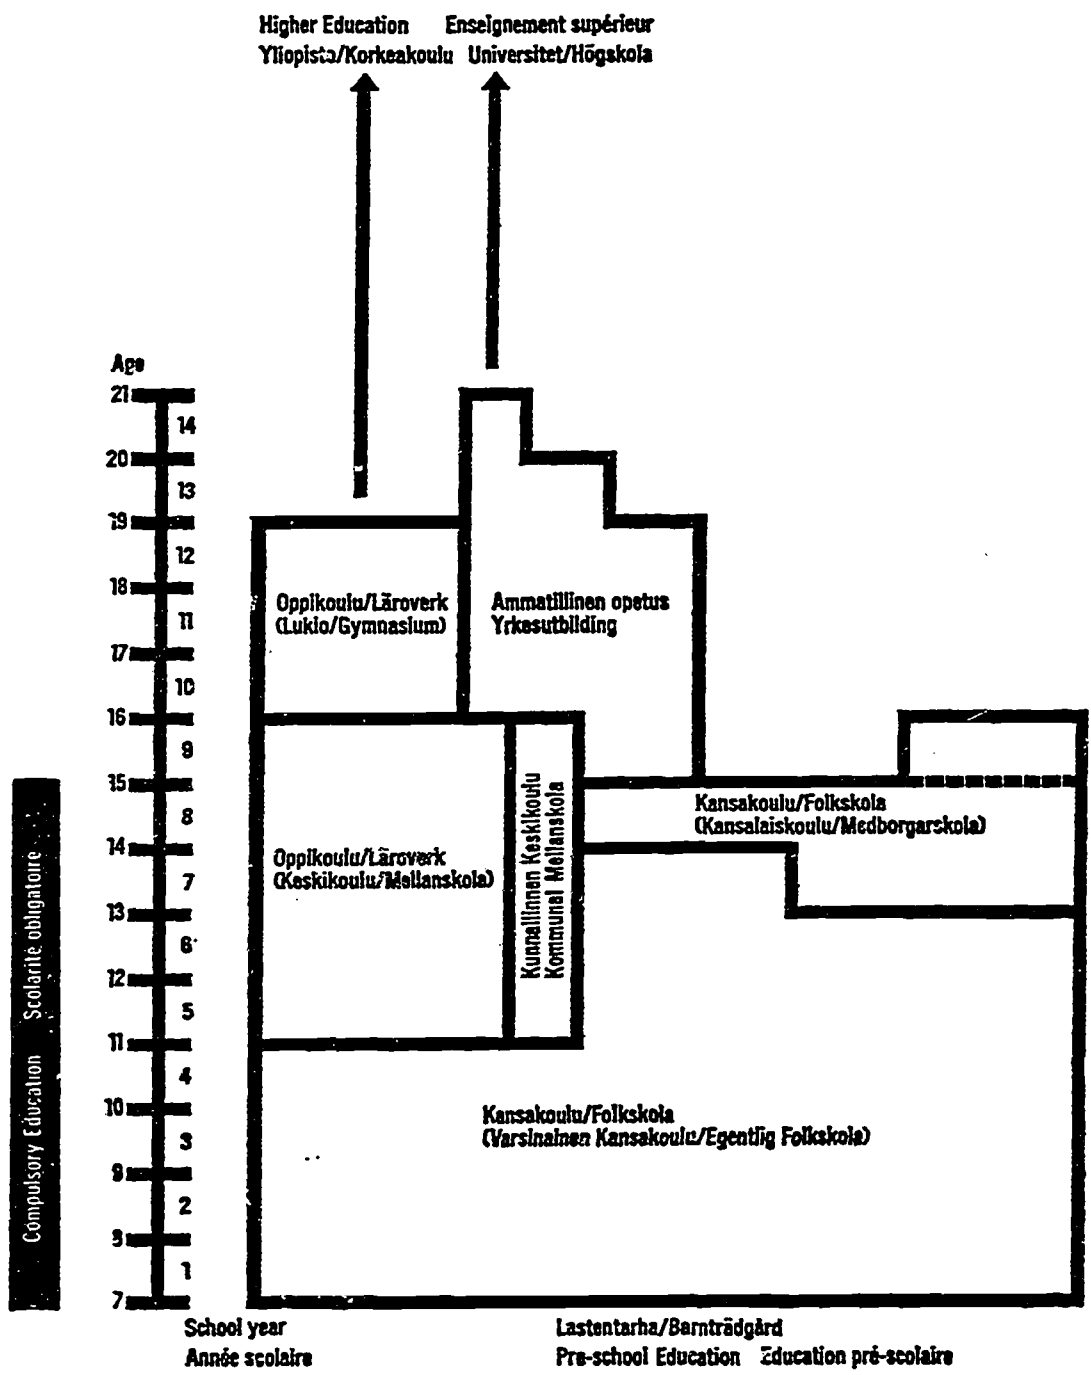 Higher Education Enseignement supérieur
Yliopisto/Korkeakoulu Universitet/Högskola
Age
21
14
20
13
19
12
18
11
17
10
16
9
15
8
14
7
13
6
12
5
11
4
10
3
9
2
8
1
7
Oppikoulu/Läroverk
(Lukio/Gymnasium)
Ammatillinen opetus
Yrkesutbilding
Oppikoulu/Läroverk
(Keskikoulu/Mellanskola)
Kunnallinnen Keskikoulu
Kommunal Mellanskola
Kansakoulu/Folkskola
(Kansalaiskoulu/Medborgarskola)
Kansakoulu/Folkskola
(Varsinainen Kansakoulu/Egentlig Folkskola)
Compulsory Education Scolarité obligatoire
School year
Année scolaire
Lastentarha/Barnträdgård
Pre-school Education Education pré-scolaire